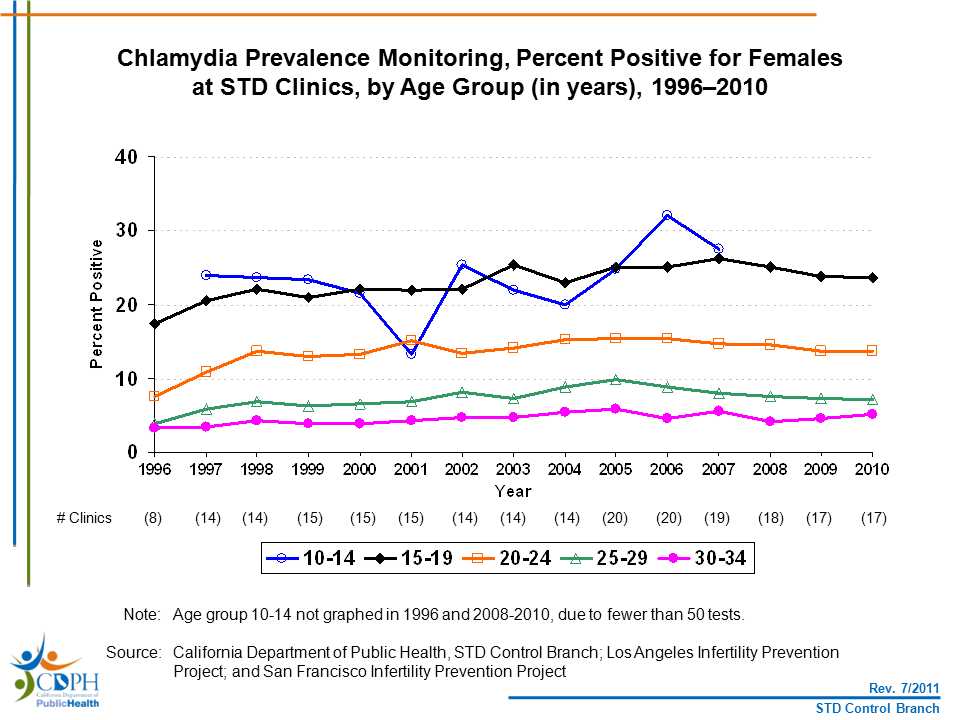 Chlamydia Prevalence Monitoring, Percent Positive for Females
at STD Clinics, by Age Group (in years), 1996–2010
40
30
20
10
0
Percent Positive
1996 1997 1998 1999 2000 2001 2002 2003 2004 2005 2006 2007 2008 2009 2010
Year
# Clinics (8) (14) (14) (15) (15) (15) (14) (14) (14) (20) (20) (19) (18) (17) (17)
10-14 15-19 20-24 25-29 30-34
Note: Age group 10-14 not graphed in 1996 and 2008-2010, due to fewer than 50 tests.
Source: California Department of Public Health, STD Control Branch; Los Angeles Infertility Prevention
Project; and San Francisco Infertility Prevention Project
CDPH
California Department of
PublicHealth
Rev. 7/2011
STD Control Branch